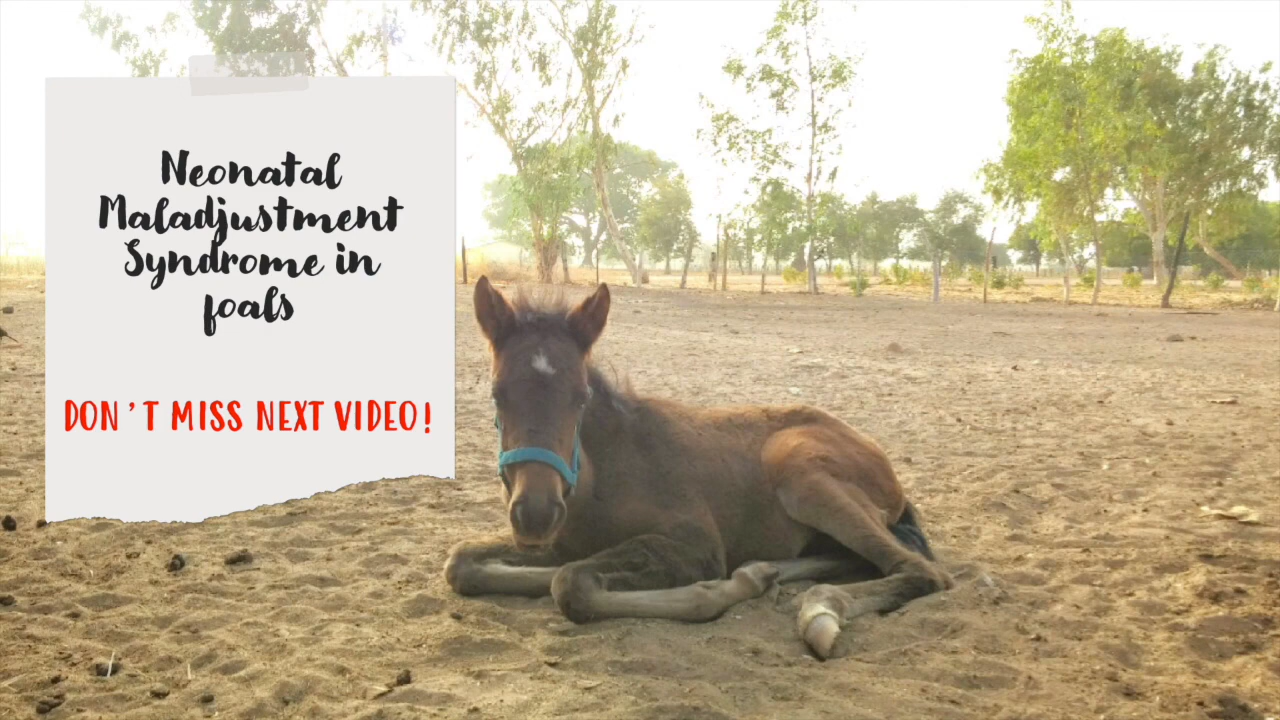 Neonatal
Maladjustment
Syndrome in
foals
DON'T MISS NEXT VIDEO!